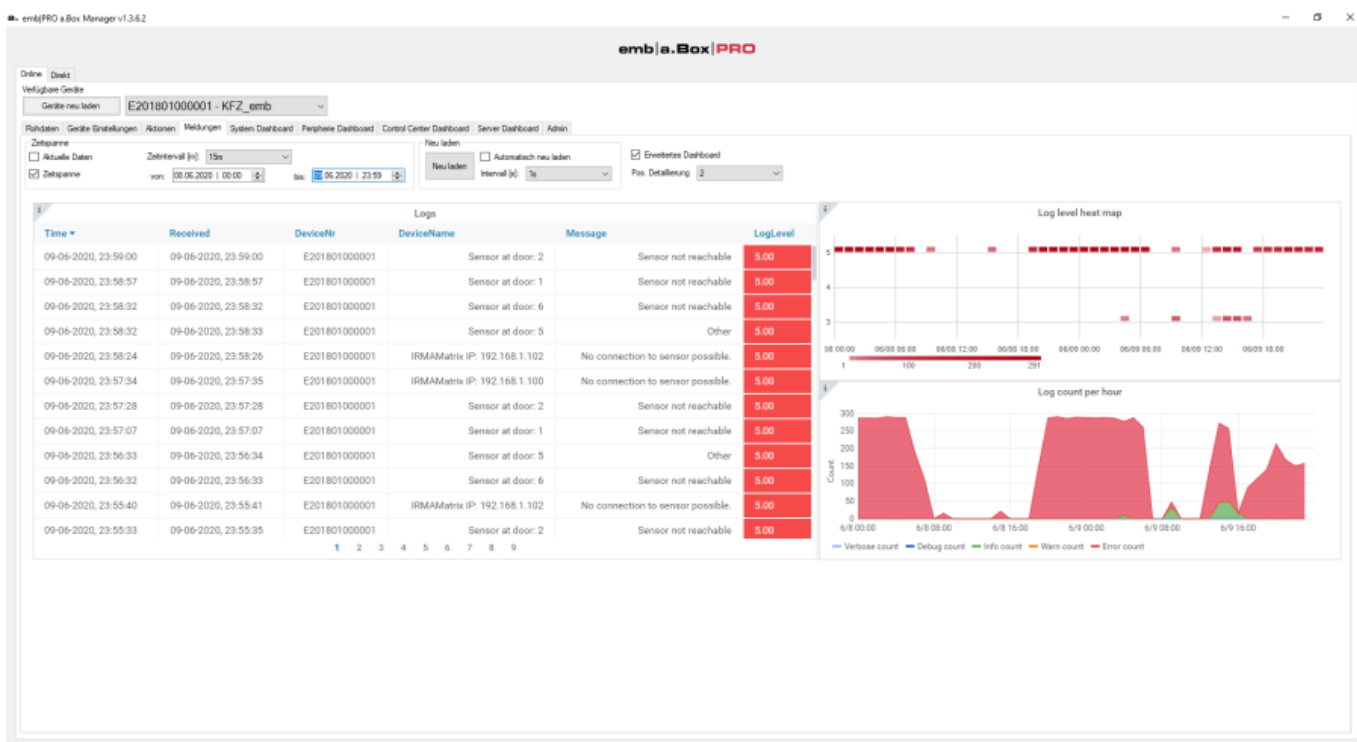 emb|PRO a.Box Manager v1.3.6.2
emb|a.Box|PRO
Online Direkt
Verfügbare Geräte
Geräte neu laden E201801000001 - KFZ_emb
Rohdaten Geräte Einstellungen Aktionen Meldungen System Dashboard Peripherie Dashboard Control Center Dashboard Server Dashboard Admin
Zeitspanne Neu laden
Aktuelle Daten Zeitintervall [m]: 15m Neu laden Automatisch neu laden Erweitertes Dashboard
Zeitspanne von: 08.06.2020 | 00:00 bis: 06.2020 | 23:59 Intervall [s]: 1s Pos. Detaillierung 2
Logs
Time Received DeviceNr DeviceName Message LogLevel
09-06-2020, 23:59:00 09-06-2020, 23:59:00 E201801000001 Sensor at door: 2 Sensor not reachable 5.00
09-06-2020, 23:58:57 09-06-2020, 23:58:57 E201801000001 Sensor at door: 1 Sensor not reachable 5.00
09-06-2020, 23:58:32 09-06-2020, 23:58:32 E201801000001 Sensor at door: 6 Sensor not reachable 5.00
09-06-2020, 23:58:32 09-06-2020, 23:58:33 E201801000001 Sensor at door: 5 Other 5.00
09-06-2020, 23:58:24 09-06-2020, 23:58:26 E201801000001 IRMAMatrix IP: 192.168.1.102 No connection to sensor possible. 5.00
09-06-2020, 23:57:34 09-06-2020, 23:57:35 E201801000001 IRMAMatrix IP: 192.168.1.100 No connection to sensor possible. 5.00
09-06-2020, 23:57:28 09-06-2020, 23:57:28 E201801000001 Sensor at door: 2 Sensor not reachable 5.00
09-06-2020, 23:57:07 09-06-2020, 23:57:07 E201801000001 Sensor at door: 1 Sensor not reachable 5.00
09-06-2020, 23:56:33 09-06-2020, 23:56:34 E201801000001 Sensor at door: 5 Other 5.00
09-06-2020, 23:56:32 09-06-2020, 23:56:33 E201801000001 Sensor at door: 6 Sensor not reachable 5.00
09-06-2020, 23:55:40 09-06-2020, 23:55:41 E201801000001 IRMAMatrix IP: 192.168.1.102 No connection to sensor possible. 5.00
09-06-2020, 23:55:33 09-06-2020, 23:55:35 E201801000001 Sensor at door: 2 Sensor not reachable 5.00
1 2 3 4 5 6 7 8 9
Log level heat map
5
4
3
08 00:00 06/08 06:00 06/08 12:00 06/08 18:00 06/09 00:00 06/09 06:00 06/09 12:00 06/09 18:00
1 100 200 291
Log count per hour
Count
300
250
200
150
100
50
0
6/8 00:00 6/8 08:00 6/8 16:00 6/9 00:00 6/9 08:00 6/9 16:00
Verbose count Debug count Info count Warn count Error count